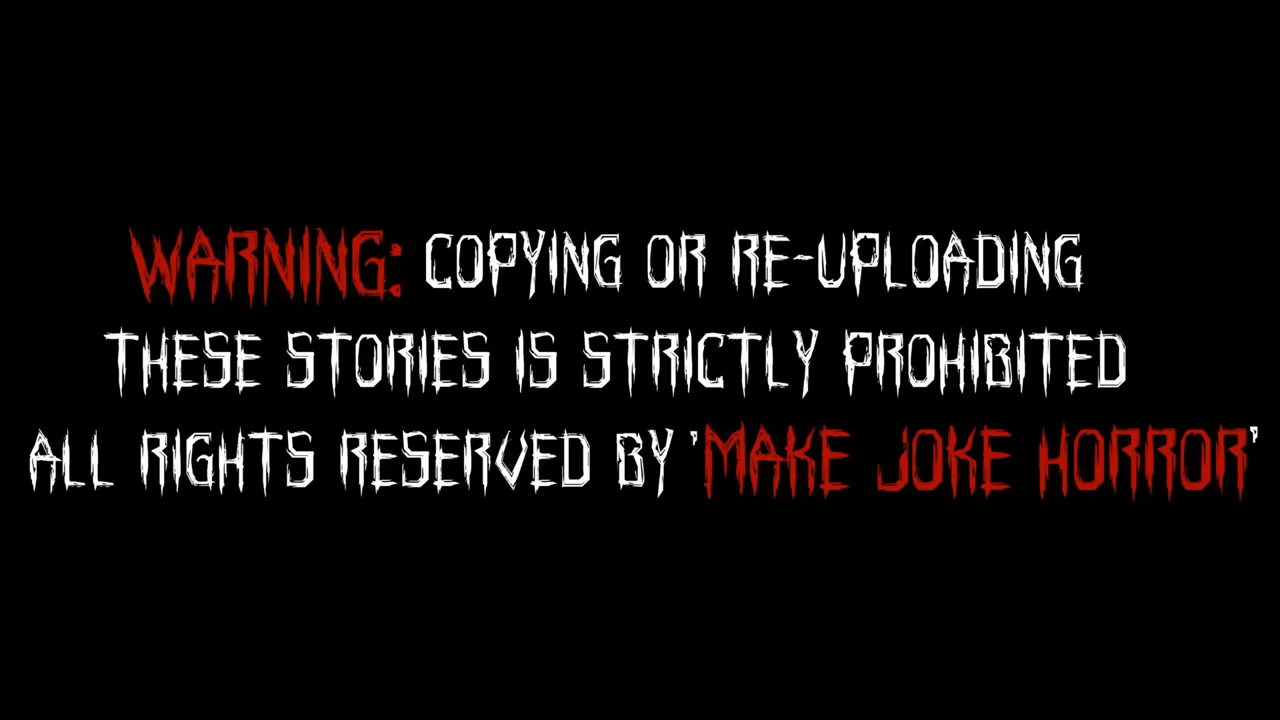 WARNING: COPYING OR RE-UPLOADING
THESE STORIES IS STRICTLY PROHIBITED
ALL RIGHTS RESERVED BY 'MAKE JOKE HORROR'